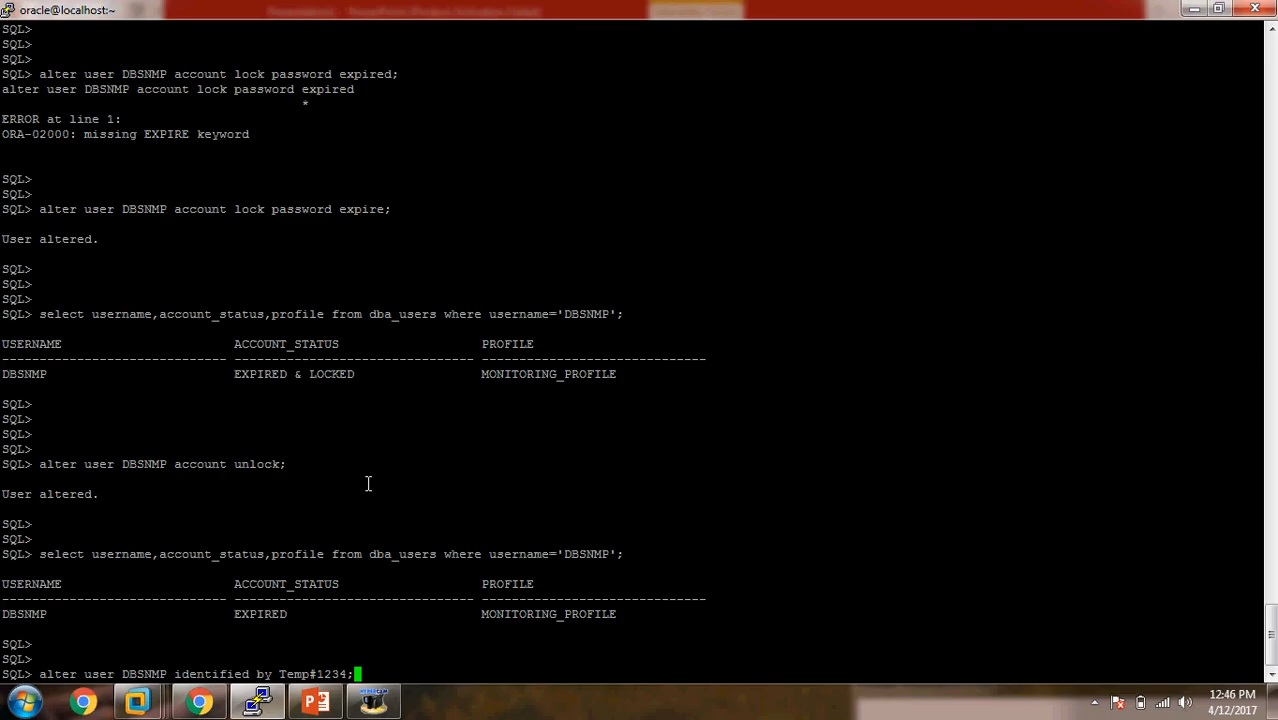 oracle@localhost:~
SQL>
SQL>
SQL>
SQL> alter user DBSNMP account lock password expired;
alter user DBSNMP account lock password expired
*
ERROR at line 1:
ORA-02000: missing EXPIRE keyword
SQL>
SQL>
SQL> alter user DBSNMP account lock password expire;
User altered.
SQL>
SQL>
SQL>
SQL> select username,account_status,profile from dba_users where username='DBSNMP';
USERNAME ACCOUNT_STATUS PROFILE
------------------------------ -------------------------------- ------------------------------
DBSNMP EXPIRED & LOCKED MONITORING_PROFILE
SQL>
SQL>
SQL>
SQL>
SQL> alter user DBSNMP account unlock;
User altered.
SQL>
SQL>
SQL> select username,account_status,profile from dba_users where username='DBSNMP';
USERNAME ACCOUNT_STATUS PROFILE
------------------------------ -------------------------------- ------------------------------
DBSNMP EXPIRED MONITORING_PROFILE
SQL>
SQL>
SQL> alter user DBSNMP identified by Temp#1234;
12:46 PM
4/12/2017